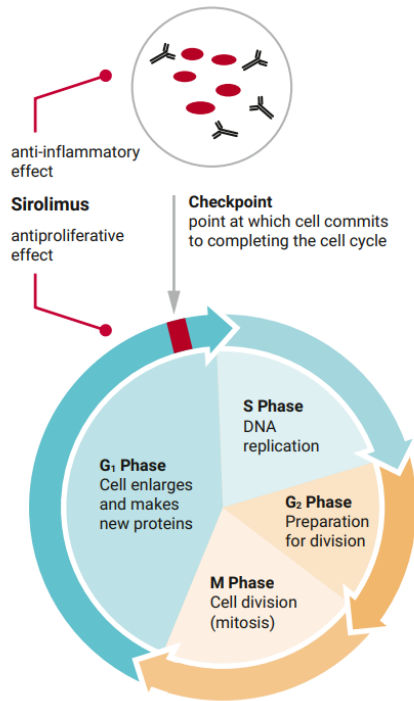 anti-inflammatory
effect
Sirolimus
antiproliferative
effect
Checkpoint
point at which cell commits
to completing the cell cycle
S Phase
DNA
replication
G₁ Phase
Cell enlarges
and makes
new proteins
G₂ Phase
Preparation
for division
M Phase
Cell division
(mitosis)